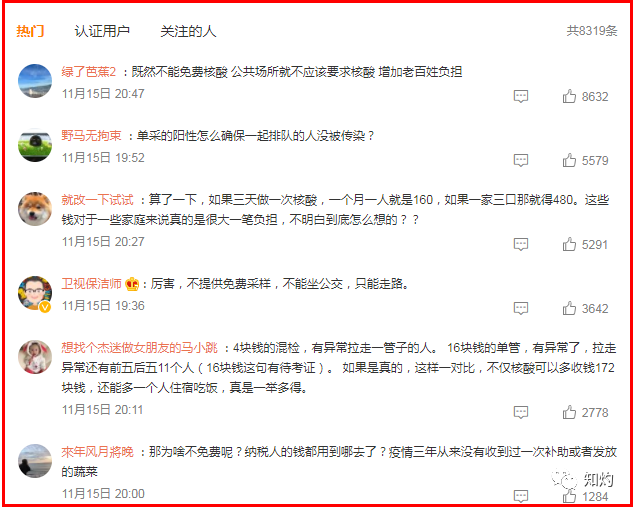 热门 认证用户 关注的人 共8319条
绿了芭蕉2 ：既然不能免费核酸 公共场所就不应该要求核酸 增加老百姓负担
11月15日 20:47 8632
野马无拘束 ：单采的阳性怎么确保一起排队的人没被传染？
11月15日 19:52 5579
就改一下试试 ：算了一下，如果三天做一次核酸，一个月一人就是160，如果一家三口那就得480。这些
钱对于一些家庭来说真的是很大一笔负担，不明白到底怎么想的？？
11月15日 20:27 5291
卫视保洁师 ：厉害，不提供免费采样，不能坐公交，只能走路。
11月15日 19:36 3642
想找个杰迷做女朋友的马小跳 ：4块钱的混检，有异常拉走一管子的人。 16块钱的单管，有异常了，拉走
异常还有前五后五11个人（16块钱这句有待考证）。 如果是真的，这样一对比，不仅核酸可以多收钱172
块钱，还能多一个人住宿吃饭，真是一举多得。
11月15日 20:11 2778
來年风月將晚 ：那为啥不免费呢？纳税人的钱都用到哪去了？疫情三年从来没有收到过一次补助或者发放
的蔬菜
11月15日 20:00 1284
知灼